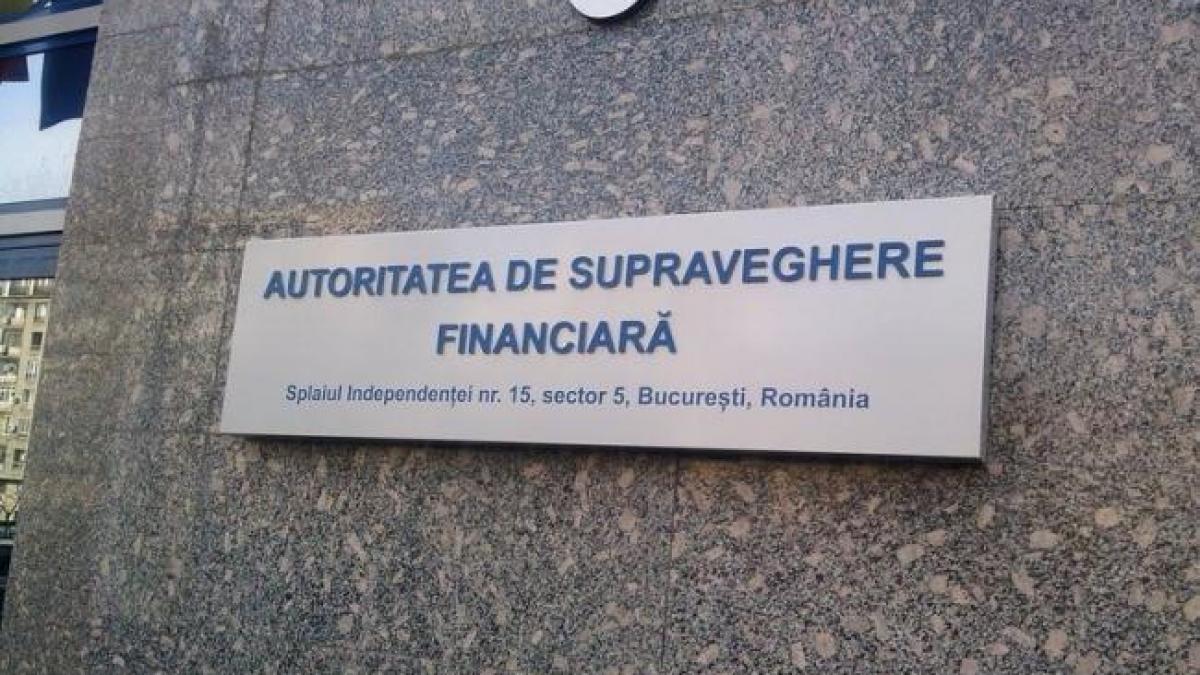 AUTORITATEA DE SUPRAVEGHERE
FINANCIARĂ
Splaiul Independenței nr. 15, sector 5, București, România